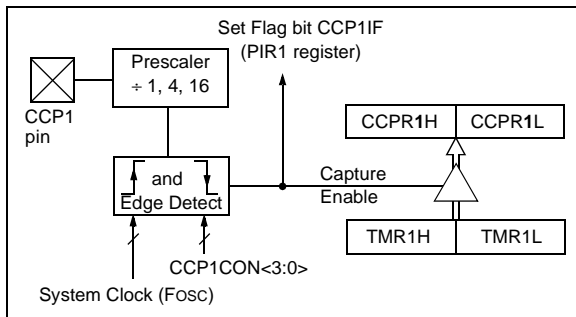 Set Flag bit CCP1IF
(PIR1 register)
Prescaler
÷ 1, 4, 16
CCP1
pin
CCPR1H
CCPR1L
and
Edge Detect
Capture
Enable
TMR1H
TMR1L
CCP1CON<3:0>
System Clock (FOSC)